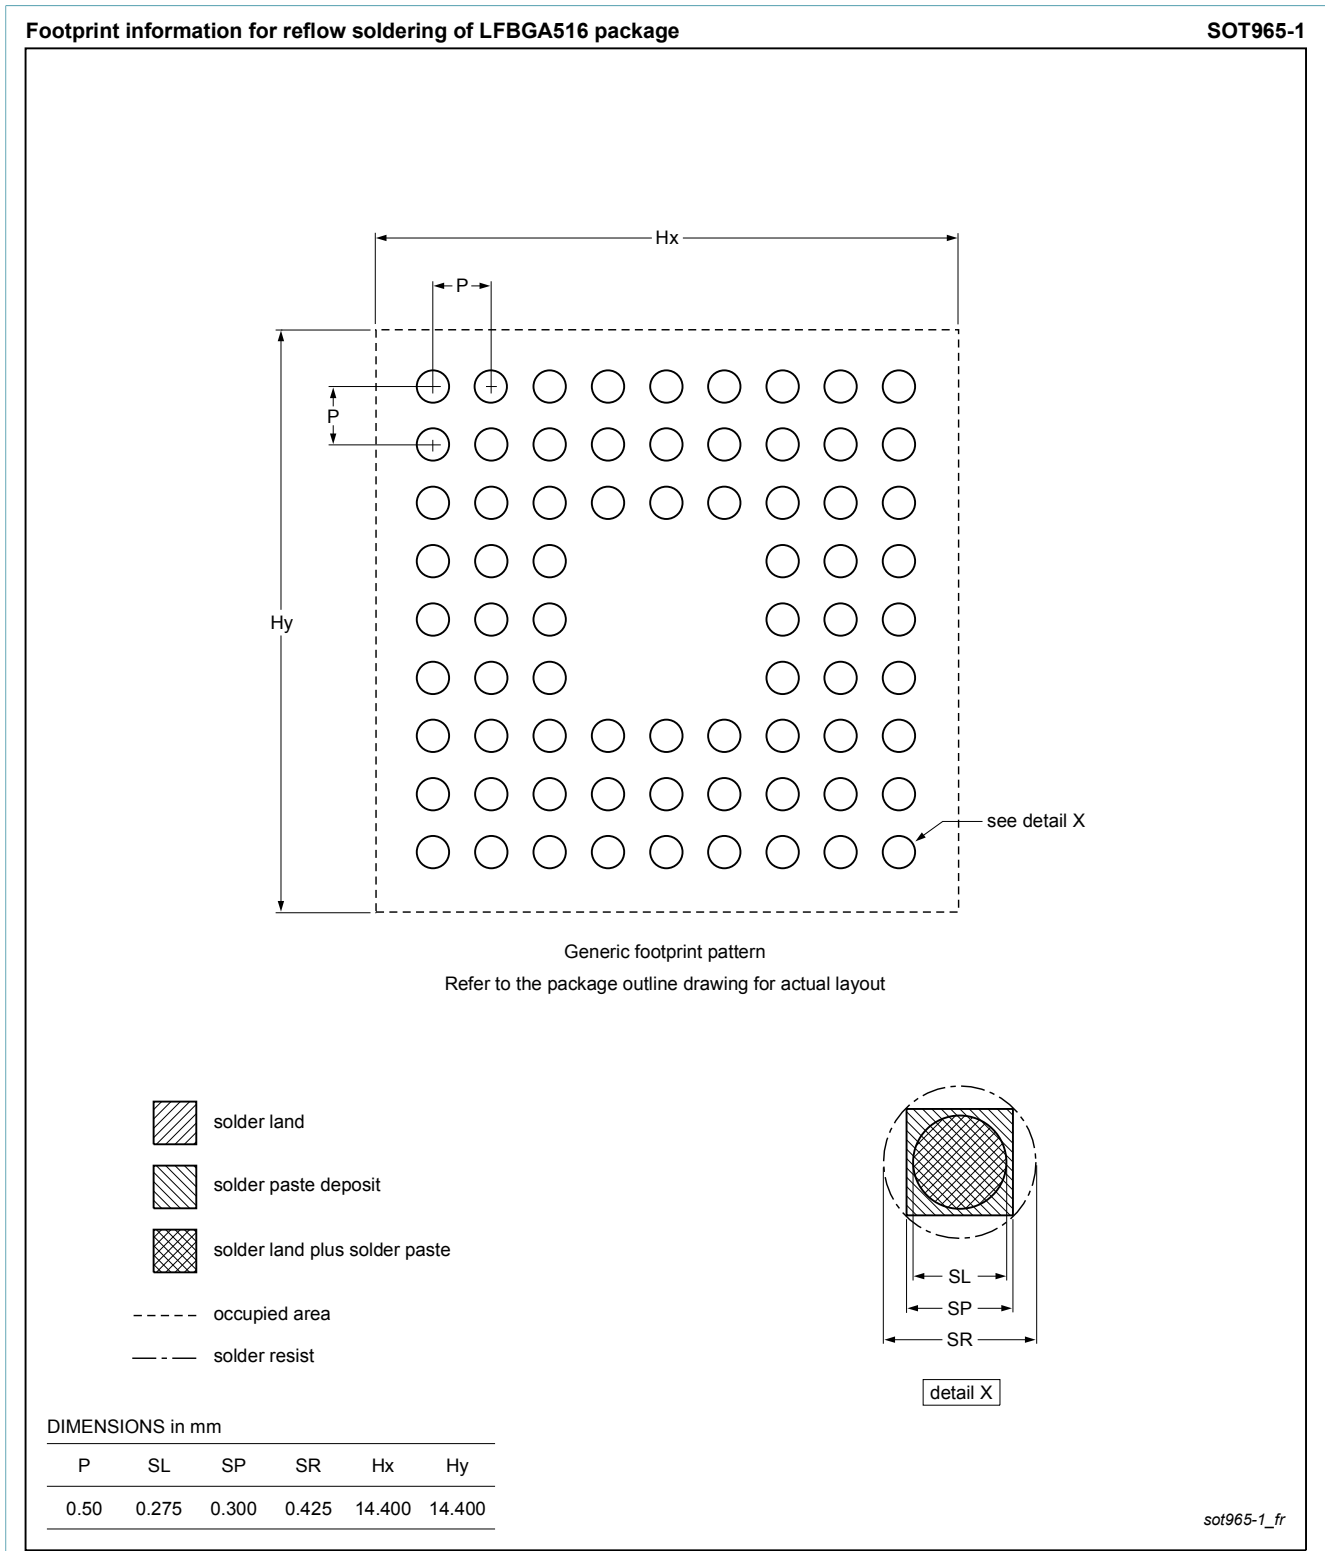 Footprint information for reflow soldering of LFBGA516 package SOT965-1
Hx
P
P
Hy
see detail X
Generic footprint pattern
Refer to the package outline drawing for actual layout
solder land
solder paste deposit
solder land plus solder paste
occupied area
solder resist
SL
SP
SR
detail X
DIMENSIONS in mm
P SL SP SR Hx Hy
0.50 0.275 0.300 0.425 14.400 14.400
sot965-1_fr